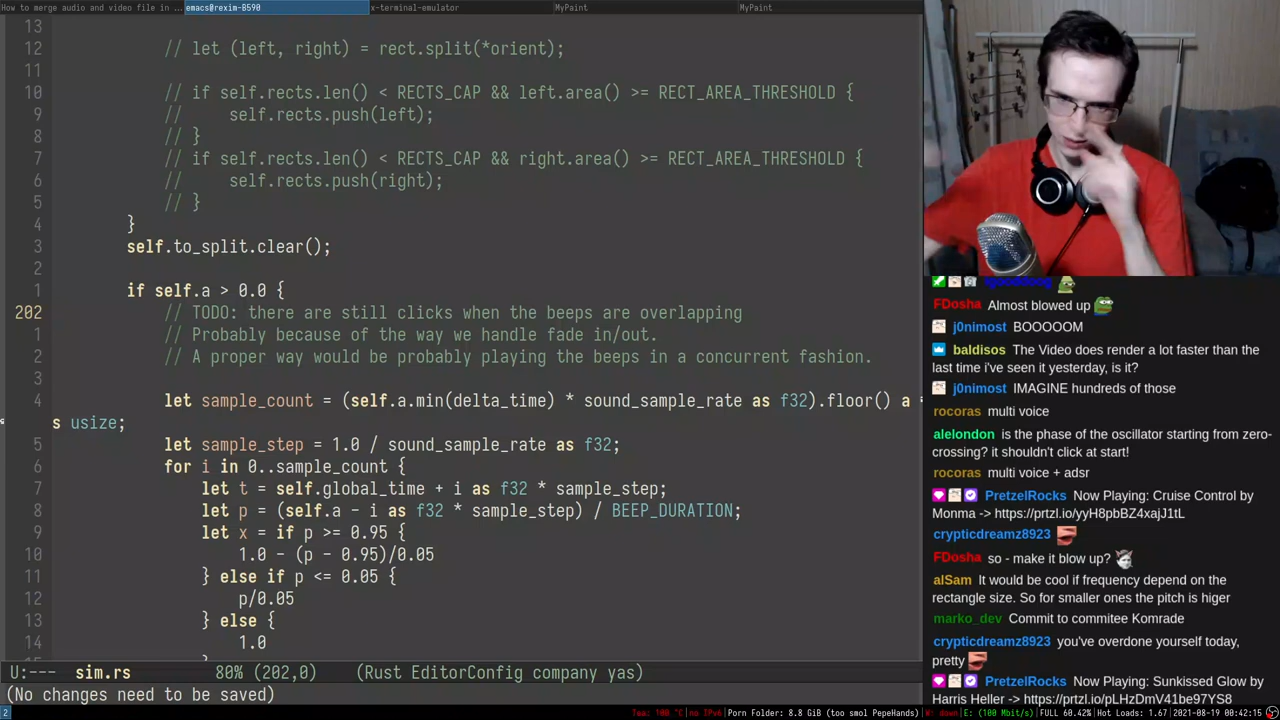 How to merge audio and video file in ...
emacs@rexim-B590
x-terminal-emulator
MyPaint
MyPaint
13
12 // let (left, right) = rect.split(*orient);
11
10 // if self.rects.len() < RECTS_CAP && left.area() >= RECT_AREA_THRESHOLD {
9 // self.rects.push(left);
8 // }
7 // if self.rects.len() < RECTS_CAP && right.area() >= RECT_AREA_THRESHOLD {
6 // self.rects.push(right);
5 // }
4 }
3 self.to_split.clear();
2
1 if self.a > 0.0 {
202 // TODO: there are still clicks when the beeps are overlapping
1 // Probably because of the way we handle fade in/out.
2 // A proper way would be probably playing the beeps in a concurrent fashion.
3
4 let sample_count = (self.a.min(delta_time) * sound_sample_rate as f32).floor() a
s usize;
5 let sample_step = 1.0 / sound_sample_rate as f32;
6 for i in 0..sample_count {
7 let t = self.global_time + i as f32 * sample_step;
8 let p = (self.a - i as f32 * sample_step) / BEEP_DURATION;
9 let x = if p >= 0.95 {
10 1.0 - (p - 0.95)/0.05
11 } else if p <= 0.05 {
12 p/0.05
13 } else {
14 1.0
U:--- sim.rs 80% (202,0) (Rust EditorConfig company yas)
(No changes need to be saved)
FDosha Almost blowed up
j0nimost BOOOOOM
baldisos The Video does render a lot faster than the
last time i've seen it yesterday, is it?
j0nimost IMAGINE hundreds of those
rocoras multi voice
alelondon is the phase of the oscillator starting from zero-
crossing? it shouldn't click at start!
rocoras multi voice + adsr
PretzelRocks Now Playing: Cruise Control by
Monma -> https://prtzl.io/yyH8pbBZ4xajJ1tL
crypticdreamz8923
FDosha so - make it blow up?
alSam It would be cool if frequency depend on the
rectangle size. So for smaller ones the pitch is higer
marko_dev Commit to commitee Komrade
crypticdreamz8923 you've overdone yourself today,
pretty
PretzelRocks Now Playing: Sunkissed Glow by
Harris Heller -> https://prtzl.io/pLHzDmV41be97YS8
2 Tea: 100 °C | no IPv6 | Porn Folder: 8.8 GiB (too smol PepeHands) | W: down | E: (100 Mbit/s) | FULL 60.42% | Hot Loads: 1.67 | 2021-08-19 00:42:15